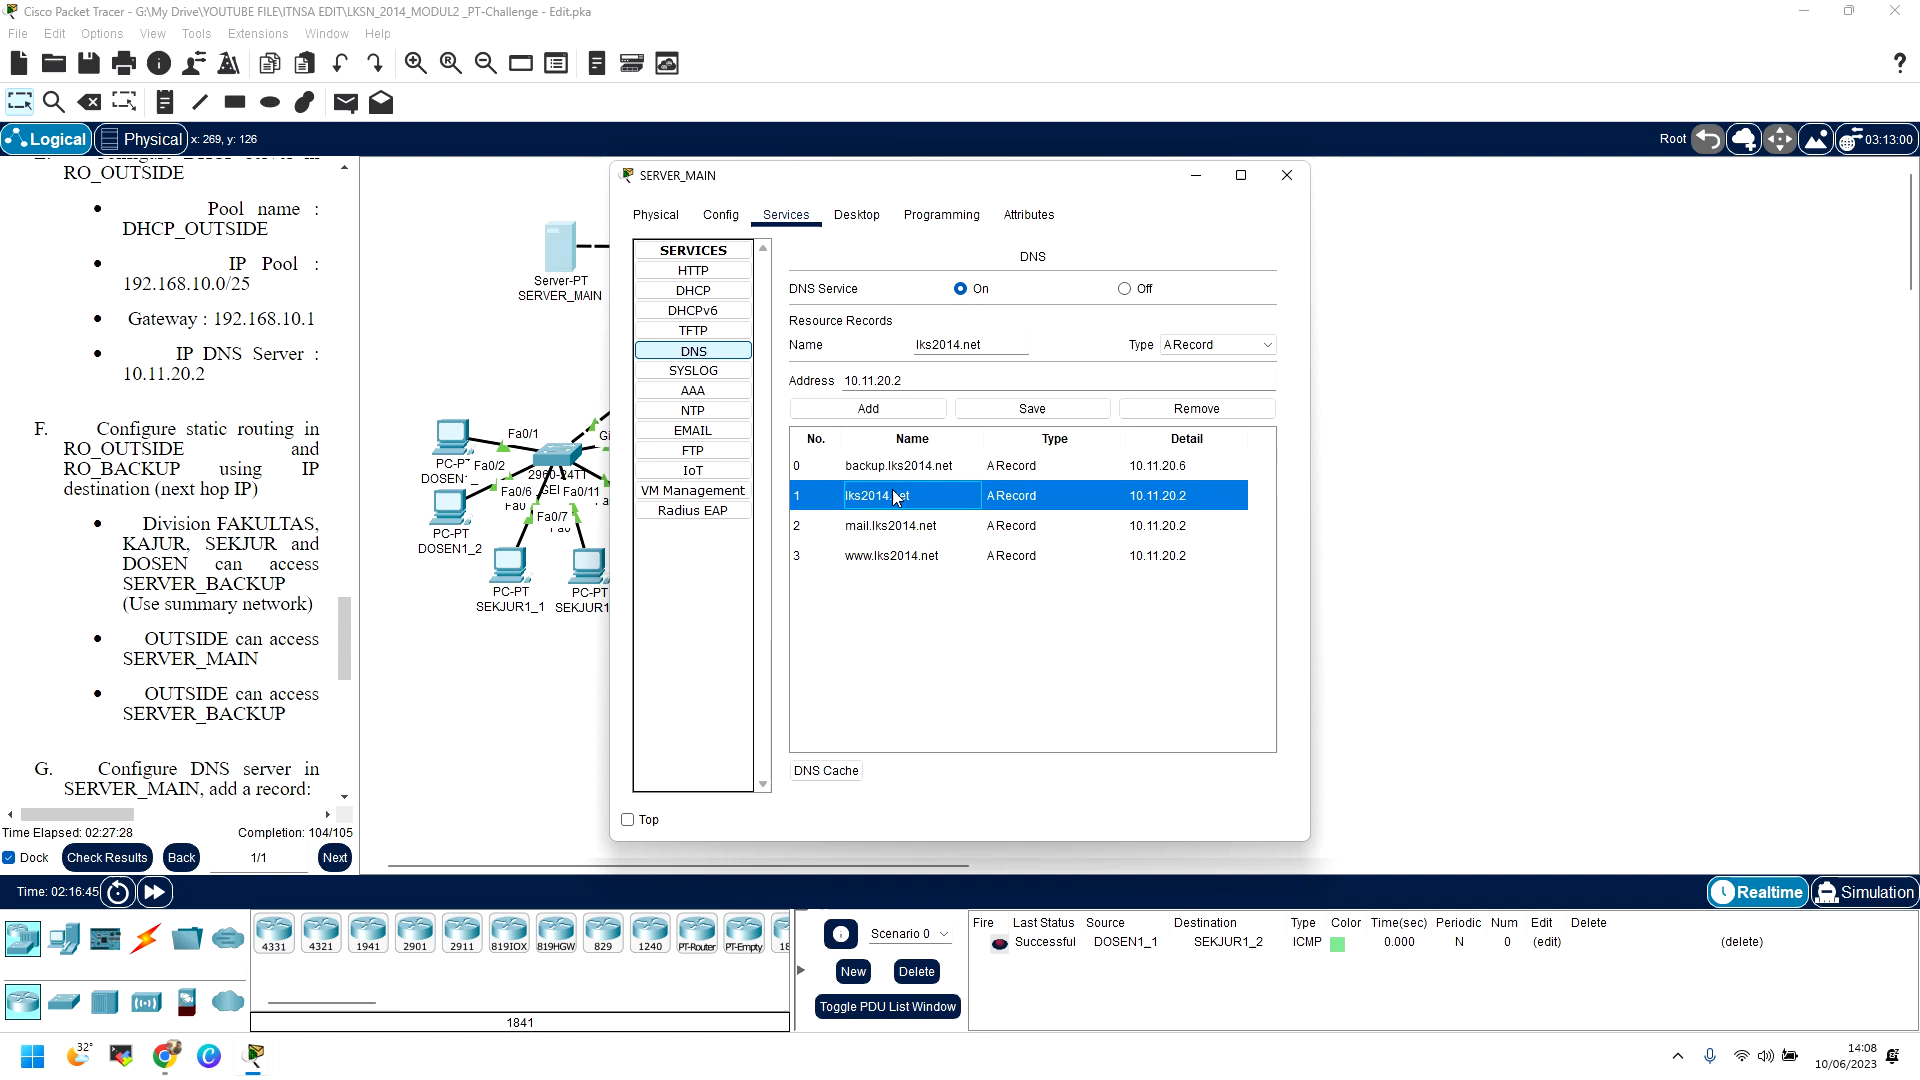 Cisco Packet Tracer - G:\My Drive\YOUTUBE FILE\ITNSA EDIT\LKSN_2014_MODUL2 _PT-Challenge - Edit.pka
File Edit Options View Tools Extensions Window Help
Logical Physical x: 269, y: 126 Root 03:13:00
RO_OUTSIDE
• Pool name :
DHCP_OUTSIDE
• IP Pool :
192.168.10.0/25
• Gateway : 192.168.10.1
• IP DNS Server :
10.11.20.2
F. Configure static routing in
RO_OUTSIDE and
RO_BACKUP using IP
destination (next hop IP)
• Division FAKULTAS,
KAJUR, SEKJUR and
DOSEN can access
SERVER_BACKUP
(Use summary network)
• OUTSIDE can access
SERVER_MAIN
• OUTSIDE can access
SERVER_BACKUP
G. Configure DNS server in
SERVER_MAIN, add a record:
Time Elapsed: 02:27:28 Completion: 104/105
Dock Check Results Back 1/1 Next
Server-PT
SERVER_MAIN
Fa0/1
Fa0/2
2960-24TT
Fa0/6
Fa0/11
Fa0/7
PC-PT
DOSEN1_2
PC-PT
SEKJUR1_1
PC-PT
SEKJUR1
SERVER_MAIN
Physical Config Services Desktop Programming Attributes
SERVICES
HTTP
DHCP
DHCPv6
TFTP
DNS
SYSLOG
AAA
NTP
EMAIL
FTP
IoT
VM Management
Radius EAP
DNS
DNS Service On Off
Resource Records
Name lks2014.net Type A Record
Address 10.11.20.2
Add Save Remove
No. Name Type Detail
0 backup.lks2014.net A Record 10.11.20.6
1 lks2014.net A Record 10.11.20.2
2 mail.lks2014.net A Record 10.11.20.2
3 www.lks2014.net A Record 10.11.20.2
DNS Cache
Top
Time: 02:16:45 Realtime Simulation
4331 4321 1941 2901 2911 819IOX 819HGW 829 1240 PT-Router PT-Empty 18
1841
Scenario 0
New Delete
Toggle PDU List Window
Fire Last Status Source Destination Type Color Time(sec) Periodic Num Edit Delete
Successful DOSEN1_1 SEKJUR1_2 ICMP 0.000 N 0 (edit) (delete)
32°
14:08
10/06/2023